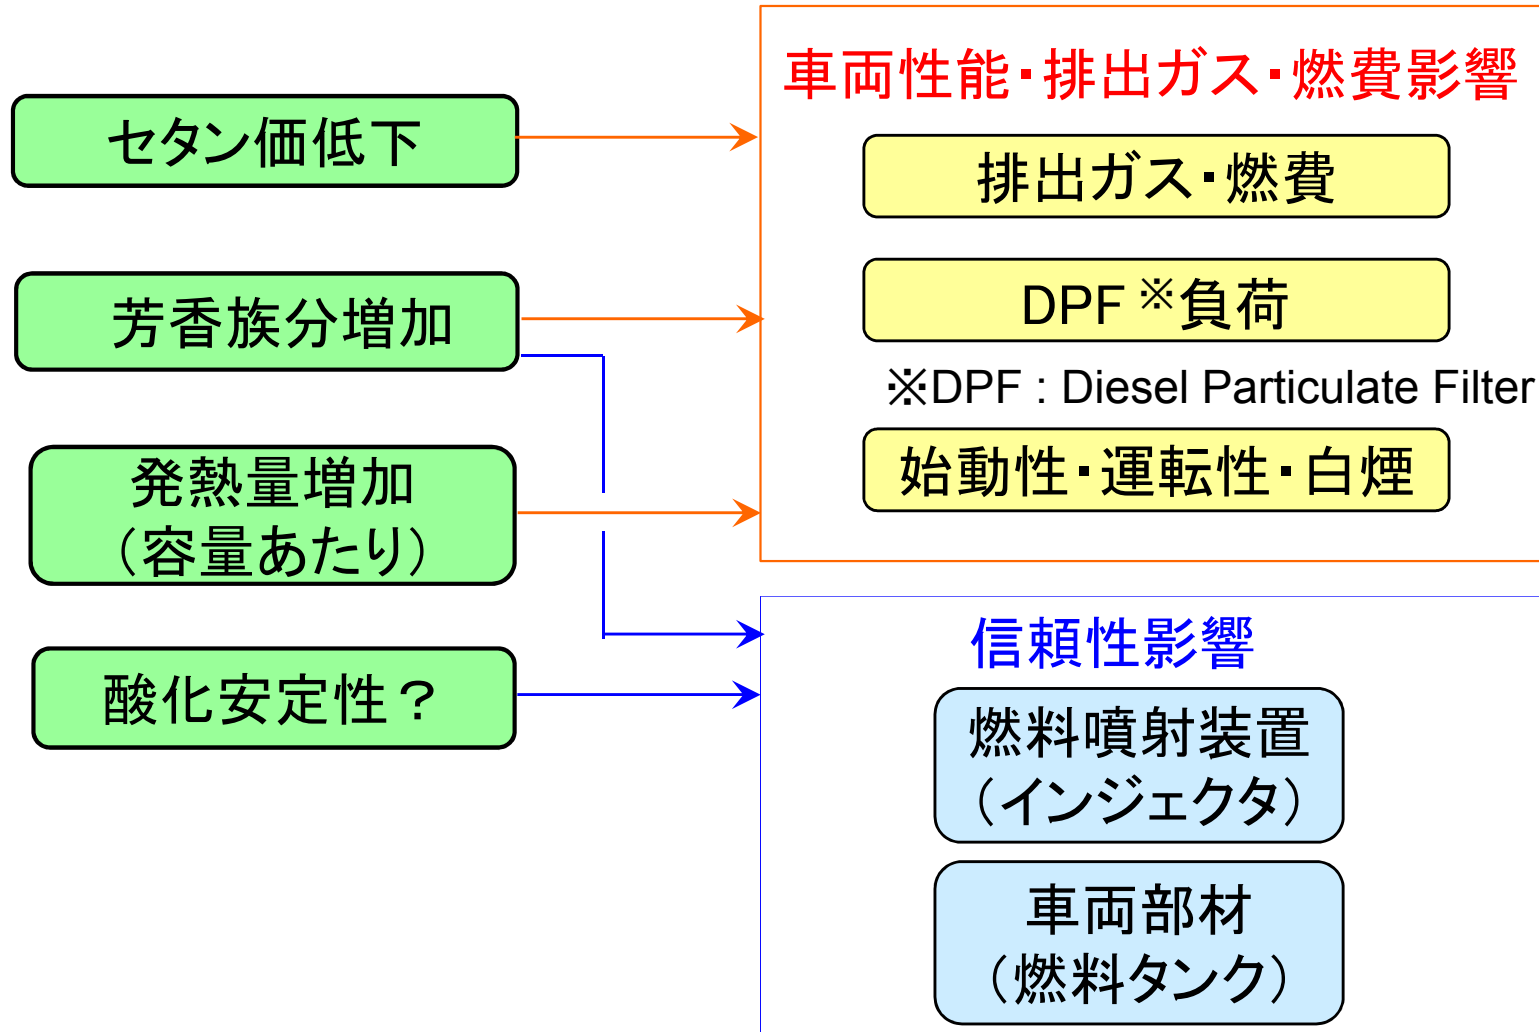 セタン価低下
芳香族分増加
発熱量増加
（容量あたり）
酸化安定性？
車両性能・排出ガス・燃費影響
排出ガス・燃費
DPF※負荷
※DPF : Diesel Particulate Filter
始動性・運転性・白煙
信頼性影響
燃料噴射装置
（インジェクタ）
車両部材
（燃料タンク）